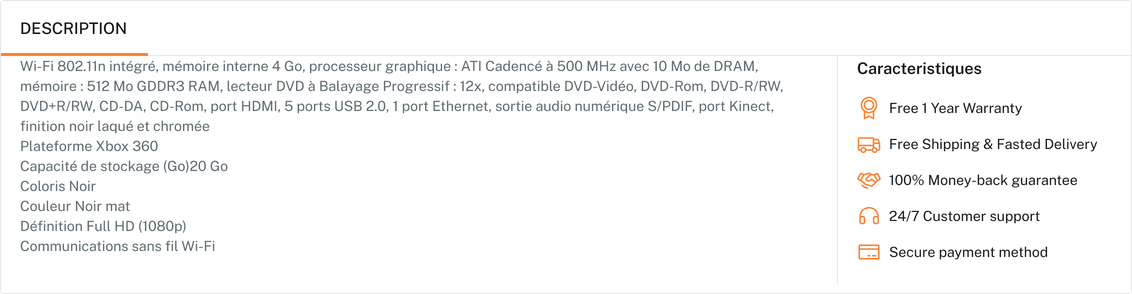 DESCRIPTION
Wi-Fi 802.11n intégré, mémoire interne 4 Go, processeur graphique : ATI Cadencé à 500 MHz avec 10 Mo de DRAM,
mémoire : 512 Mo GDDR3 RAM, lecteur DVD à Balayage Progressif : 12x, compatible DVD-Vidéo, DVD-Rom, DVD-R/RW,
DVD+R/RW, CD-DA, CD-Rom, port HDMI, 5 ports USB 2.0, 1 port Ethernet, sortie audio numérique S/PDIF, port Kinect,
finition noir laqué et chromée
Plateforme Xbox 360
Capacité de stockage (Go)20 Go
Coloris Noir
Couleur Noir mat
Définition Full HD (1080p)
Communications sans fil Wi-Fi
Caracteristiques
Free 1 Year Warranty
Free Shipping & Fasted Delivery
100% Money-back guarantee
24/7 Customer support
Secure payment method